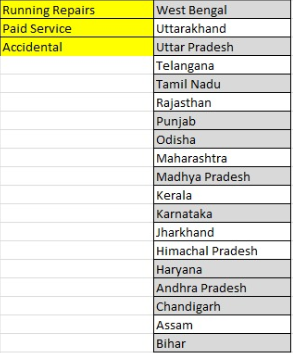 Running Repairs West Bengal
Paid Service Uttarakhand
Accidental Uttar Pradesh
Telangana
Tamil Nadu
Rajasthan
Punjab
Odisha
Maharashtra
Madhya Pradesh
Kerala
Karnataka
Jharkhand
Himachal Pradesh
Haryana
Andhra Pradesh
Chandigarh
Assam
Bihar